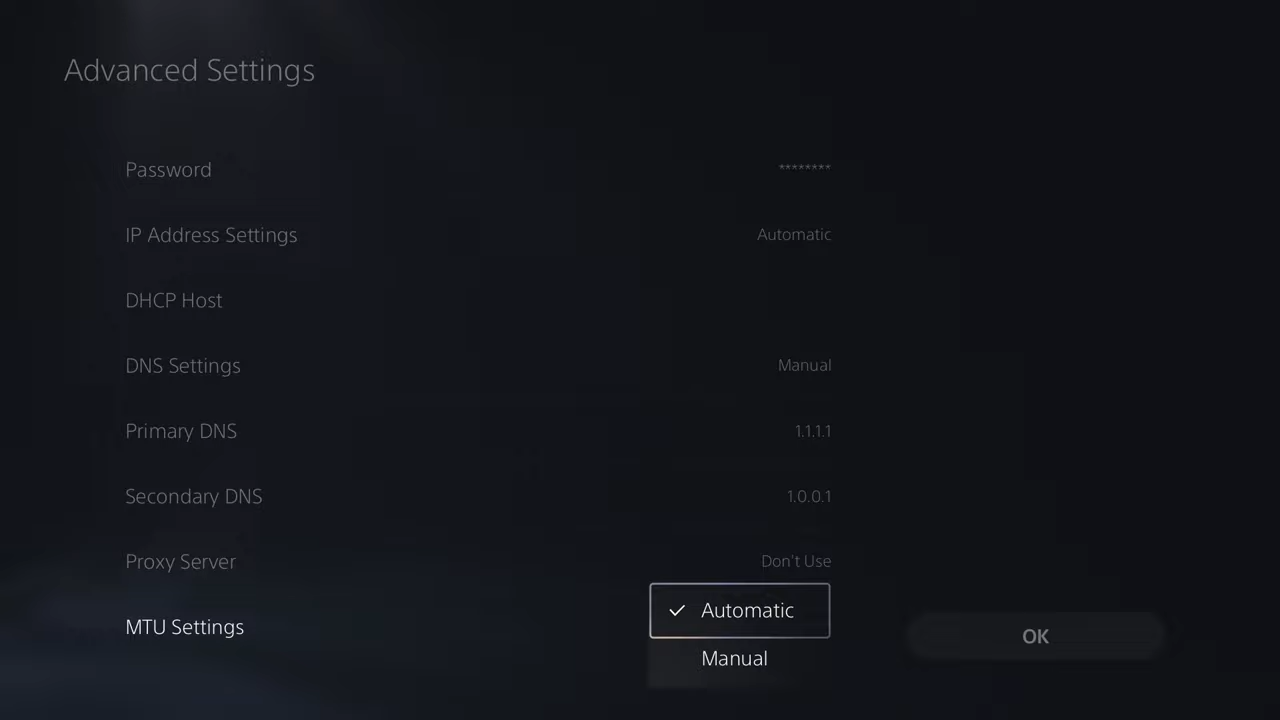 Advanced Settings
Password ********
IP Address Settings Automatic
DHCP Host
DNS Settings Manual
Primary DNS 1.1.1.1
Secondary DNS 1.0.0.1
Proxy Server Don't Use
MTU Settings Automatic
Manual
OK